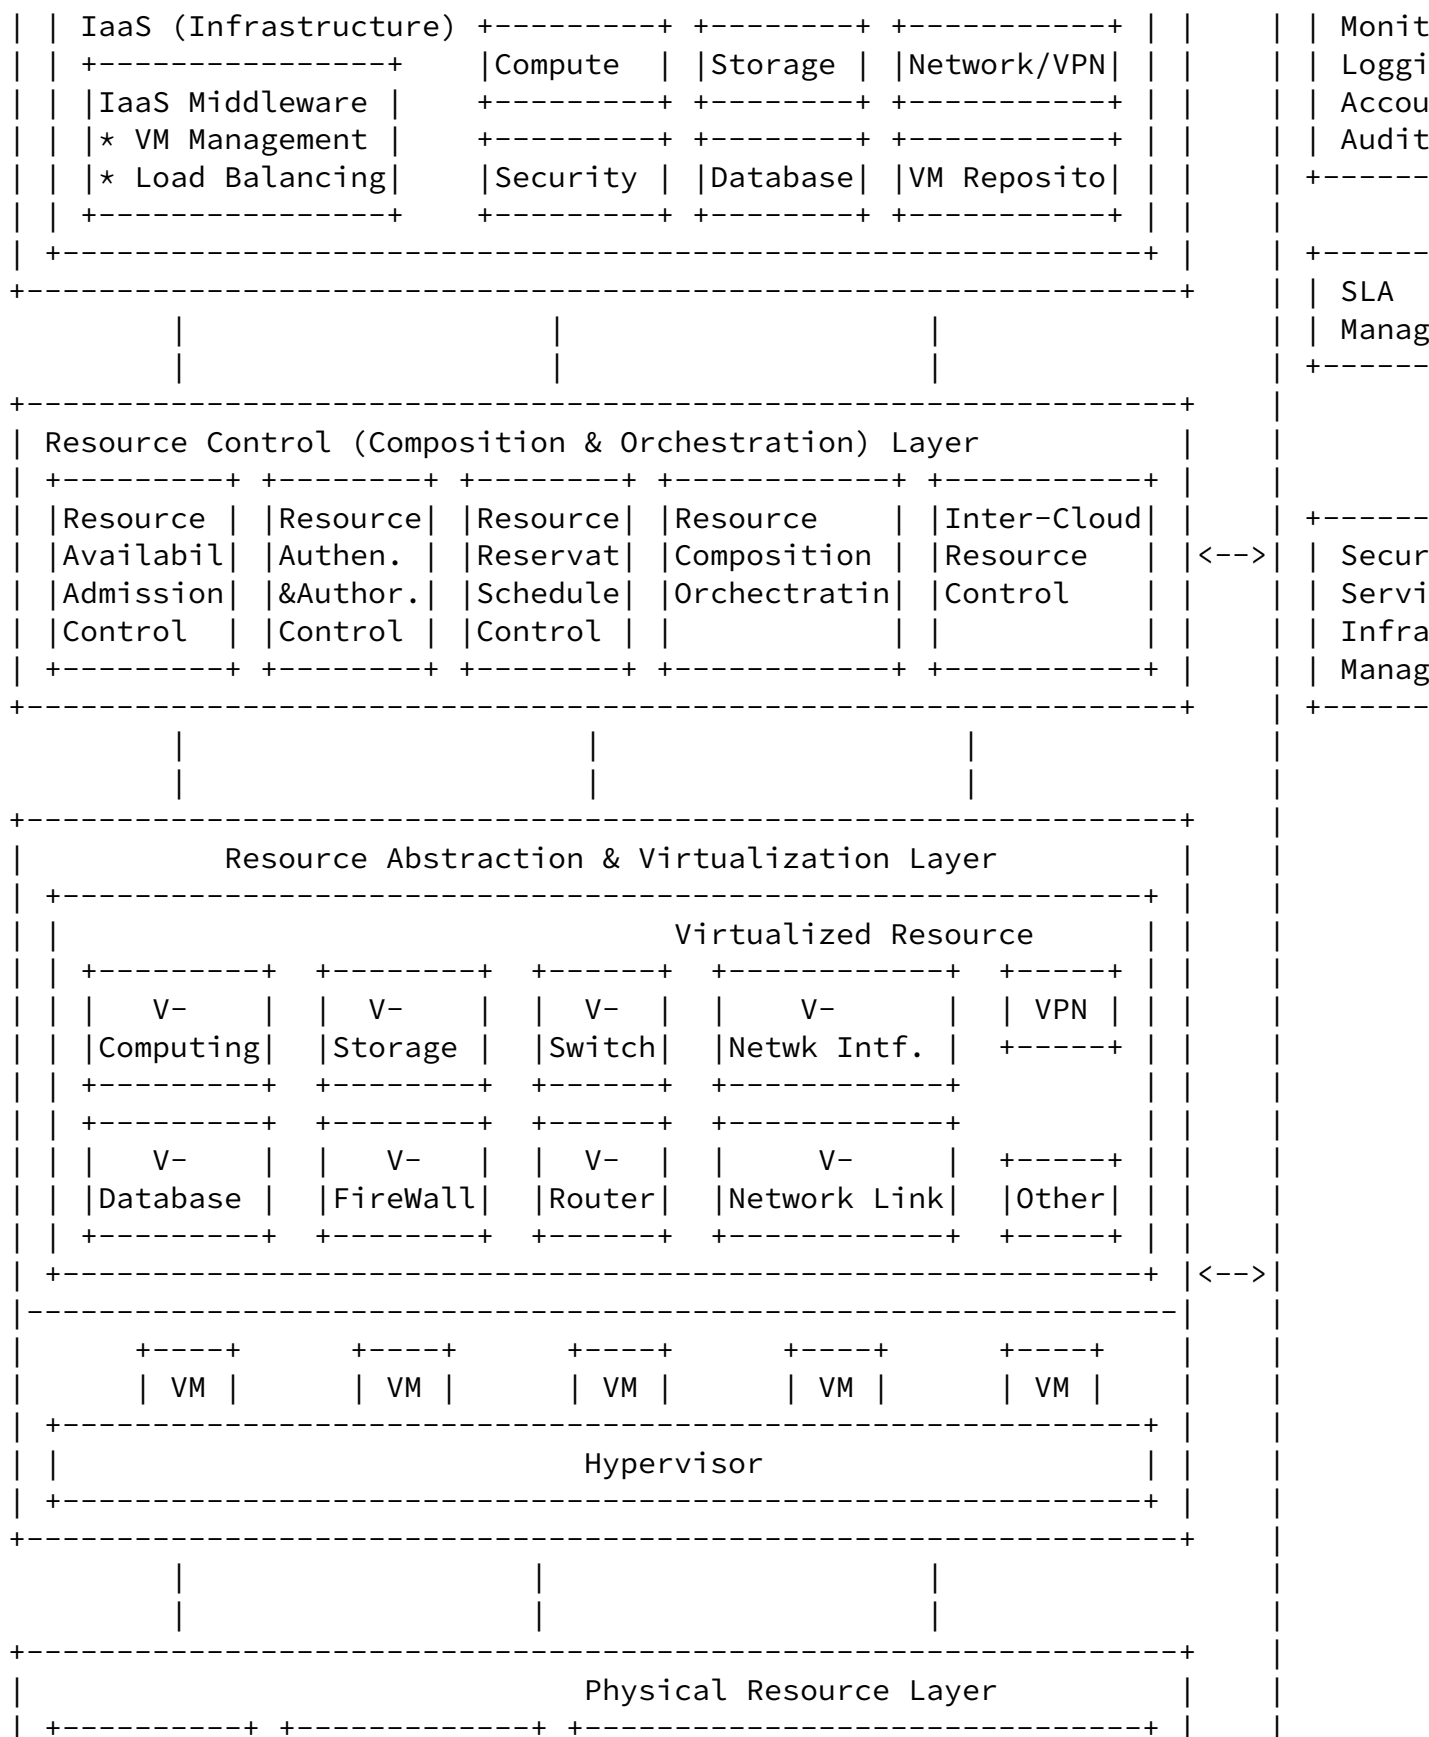 | | IaaS (Infrastructure) +---------+ +--------+ +-----------+ | |    | | Monit
| | +----------------+    |Compute  | |Storage | |Network/VPN| | |    | | Loggi
| | |IaaS Middleware |    +---------+ +--------+ +-----------+ | |    | | Accou
| | |* VM Management |    +---------+ +--------+ +-----------+ | |    | | Audit
| | |* Load Balancing|    |Security | |Database| |VM Reposito| | |    | +------
| | +----------------+    +---------+ +--------+ +-----------+ | |    |
| +------------------------------------------------------------+ |    | +------
+----------------------------------------------------------------+    | | SLA
         |                    |                    |                  | | Manag
         |                    |                    |                  | +------
+----------------------------------------------------------------+    |
| Resource Control (Composition & Orchestration) Layer           |    |
| +---------+ +--------+ +--------+ +------------+ +-----------+ |    |
| |Resource | |Resource| |Resource| |Resource    | |Inter-Cloud| |    | +------
| |Availabil| |Authen. | |Reservat| |Composition | |Resource   | |<-->| | Secur
| |Admission| |&Author.| |Schedule| |Orchectratin| |Control    | |    | | Servi
| |Control  | |Control | |Control | |            | |           | |    | | Infra
| +---------+ +--------+ +--------+ +------------+ +-----------+ |    | | Manag
+----------------------------------------------------------------+    | +------
         |                      |                    |                |
         |                      |                    |                |
+----------------------------------------------------------------+    |
|           Resource Abstraction & Virtualization Layer          |    |
| +------------------------------------------------------------+ |    |
| |                                  Virtualized Resource      | |    |
| | +---------+  +--------+  +------+  +------------+  +-----+ | |    |
| | |   V-    |  |  V-    |  |  V-  |  |    V-      |  | VPN | | |    |
| | |Computing|  |Storage |  |Switch|  |Netwk Intf. |  +-----+ | |    |
| | +---------+  +--------+  +------+  +------------+          | |    |
| | +---------+  +--------+  +------+  +------------+          | |    |
| | |   V-    |  |   V-   |  |  V-  |  |     V-     |  +-----+ | |    |
| | |Database |  |FireWall|  |Router|  |Network Link|  |Other| | |    |
| | +---------+  +--------+  +------+  +------------+  +-----+ | |    |
| +------------------------------------------------------------+ |<-->|
|----------------------------------------------------------------|    |
|      +----+      +----+      +----+      +----+      +----+    |    |
|      | VM |      | VM |      | VM |      | VM |      | VM |    |    |
| +------------------------------------------------------------+ |    |
| |                             Hypervisor                     | |    |
| +------------------------------------------------------------+ |    |
+----------------------------------------------------------------+    |
         |                   |                     |                  |
         |                   |                     |                  |
+----------------------------------------------------------------+    |
|                               Physical Resource Layer          |    |
| +----------+ +-------------+ +-------------------------------+ |    |